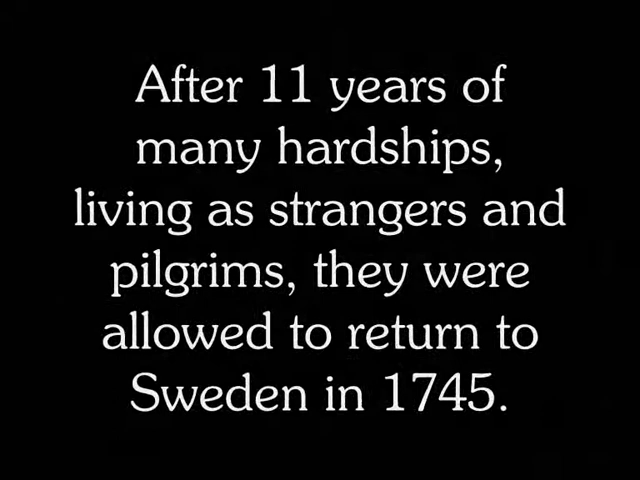 After 11 years of
many hardships,
living as strangers and
pilgrims, they were
allowed to return to
Sweden in 1745.